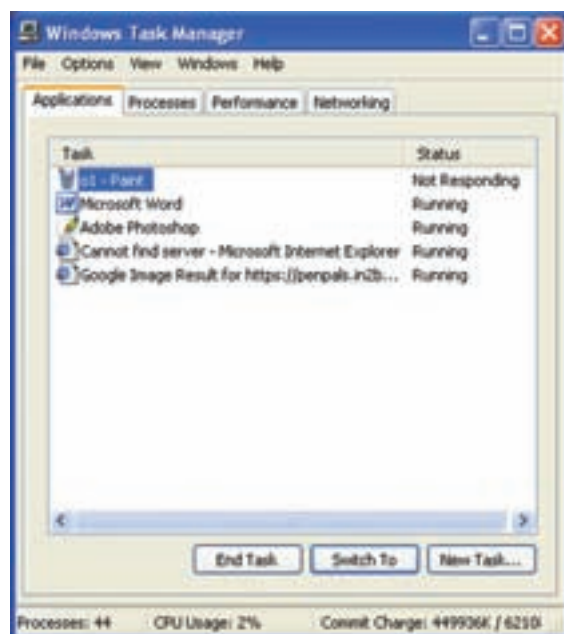 Windows Task Manager
File Options View Windows Help
Applications Processes Performance Networking
Task Status
o1 - Paint Not Responding
Microsoft Word Running
Adobe Photoshop Running
Cannot find server - Microsoft Internet Explorer Running
Google Image Result for https://penpals.in2b... Running
End Task Switch To New Task...
Processes: 44 CPU Usage: 2% Commit Charge: 449936K / 6210